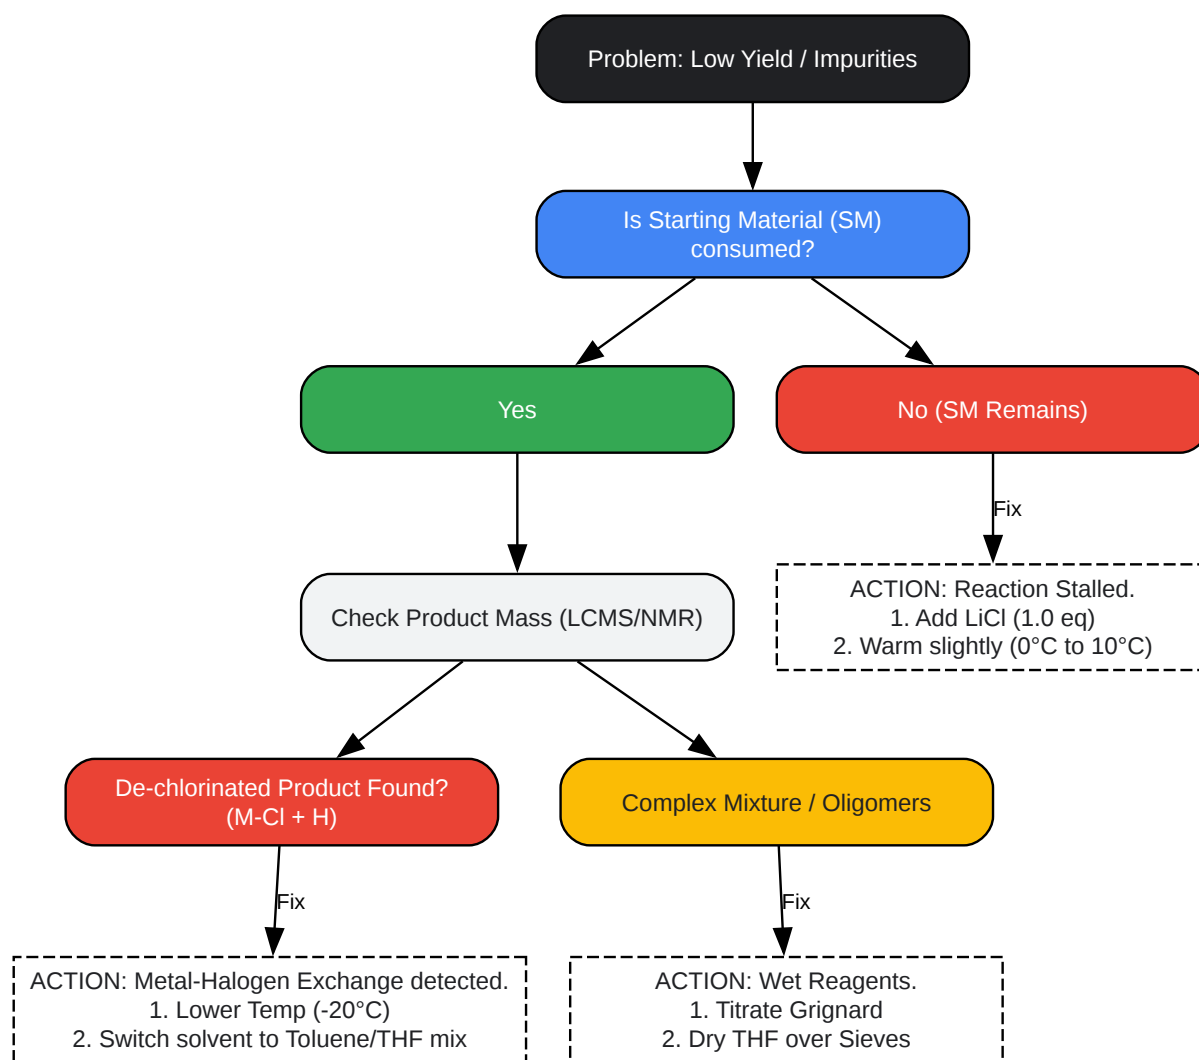 Problem: Low Yield / Impurities
Is Starting Material (SM)
consumed?
Yes
No (SM Remains)
Fix
Check Product Mass (LCMS/NMR)
ACTION: Reaction Stalled.
1. Add LiCl (1.0 eq)
2. Warm slightly (0°C to 10°C)
De-chlorinated Product Found?
(M-Cl + H)
Complex Mixture / Oligomers
Fix
Fix
ACTION: Metal-Halogen Exchange detected.
1. Lower Temp (-20°C)
2. Switch solvent to Toluene/THF mix
ACTION: Wet Reagents.
1. Titrate Grignard
2. Dry THF over Sieves